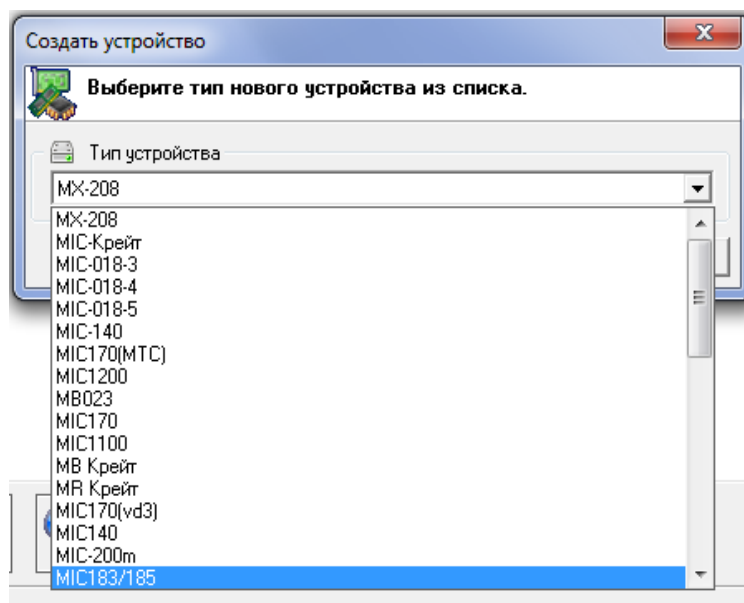 Создать устройство
Выберите тип нового устройства из списка.
Тип устройства
MX-208
MX-208
MIC-Крейт
MIC-018-3
MIC-018-4
MIC-018-5
MIC-140
MIC170(МТС)
MIC1200
MB023
MIC170
MIC1100
MB Крейт
MR Крейт
MIC170(vd3)
MIC140
MIC-200m
MIC183/185